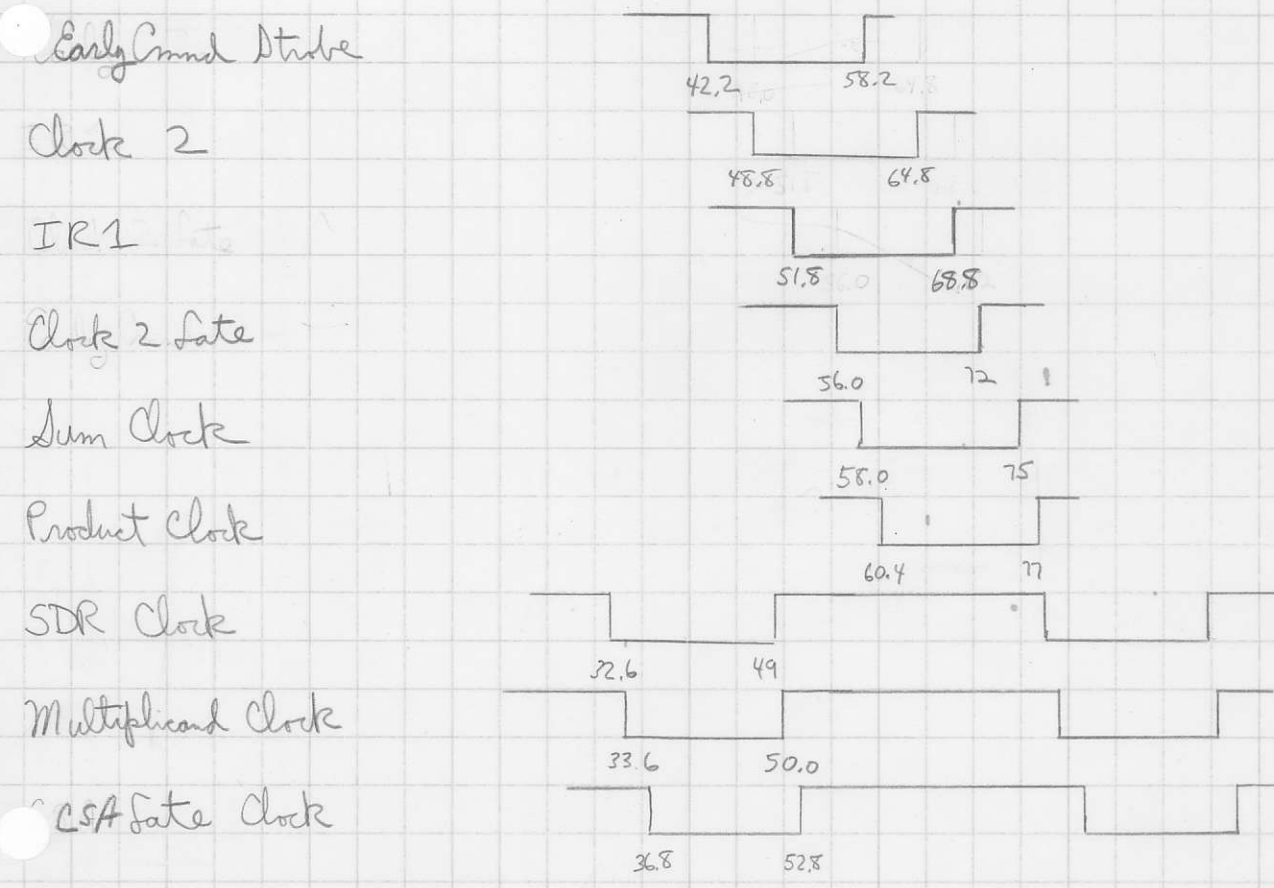 Early Cmnd Strobe
42.2 58.2
Clock 2
48.8 64.8
IR1
51.8 68.8
Clock 2 Late
56.0 72
Sum Clock
58.0 75
Product Clock
60.4 77
SDR Clock
32.6 49
Multiplicand Clock
33.6 50.0
CSA Late Clock
36.8 52.8